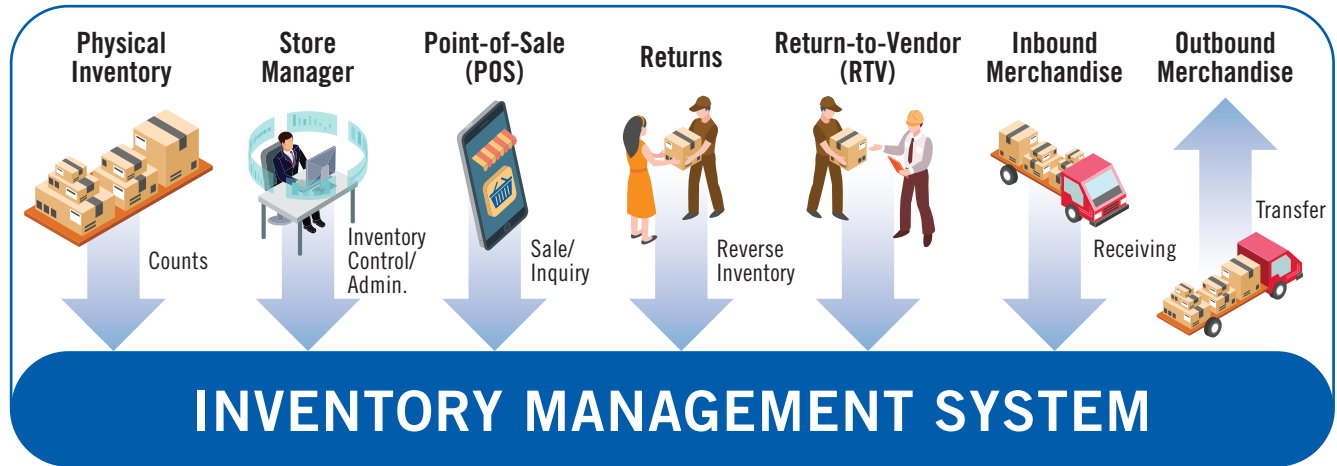 Physical
Inventory
Store
Manager
Point-of-Sale
(POS)
Returns
Return-to-Vendor
(RTV)
Inbound
Merchandise
Outbound
Merchandise
Counts
Inventory
Control/
Admin.
Sale/
Inquiry
Reverse
Inventory
Receiving
Transfer
INVENTORY MANAGEMENT SYSTEM